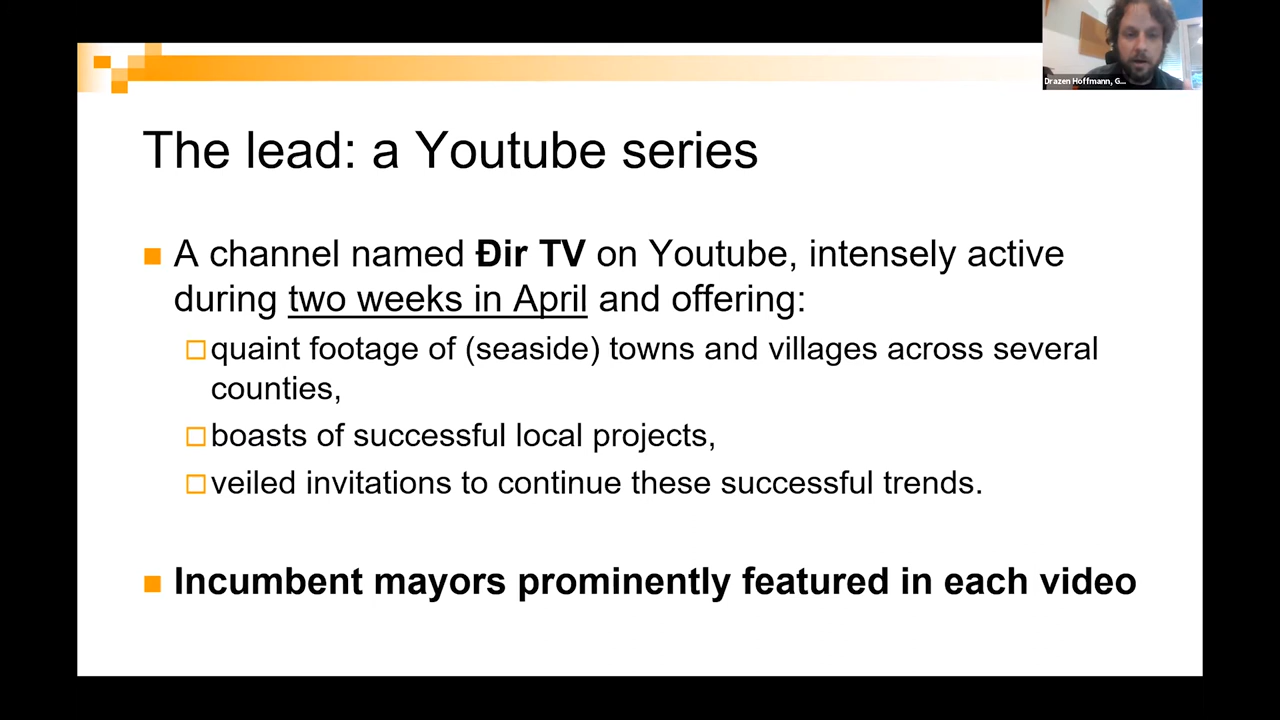 Drazen Hoffmann, G...
The lead: a Youtube series
A channel named Đir TV on Youtube, intensely active
during two weeks in April and offering:
quaint footage of (seaside) towns and villages across several
counties,
boasts of successful local projects,
veiled invitations to continue these successful trends.
Incumbent mayors prominently featured in each video